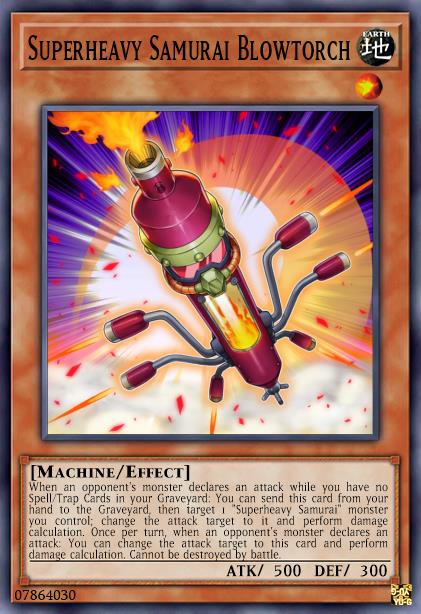 SUPERHEAVY SAMURAI BLOWTORCH
EARTH
地
[MACHINE/EFFECT]
When an opponent's monster declares an attack while you have no
Spell/Trap Cards in your Graveyard: You can send this card from your
hand to the Graveyard, then target 1 "Superheavy Samurai" monster
you control; change the attack target to it and perform damage
calculation. Once per turn, when an opponent's monster declares an
attack: You can change the attack target to this card and perform
damage calculation. Cannot be destroyed by battle.
ATK/ 500 DEF/ 300
07864030